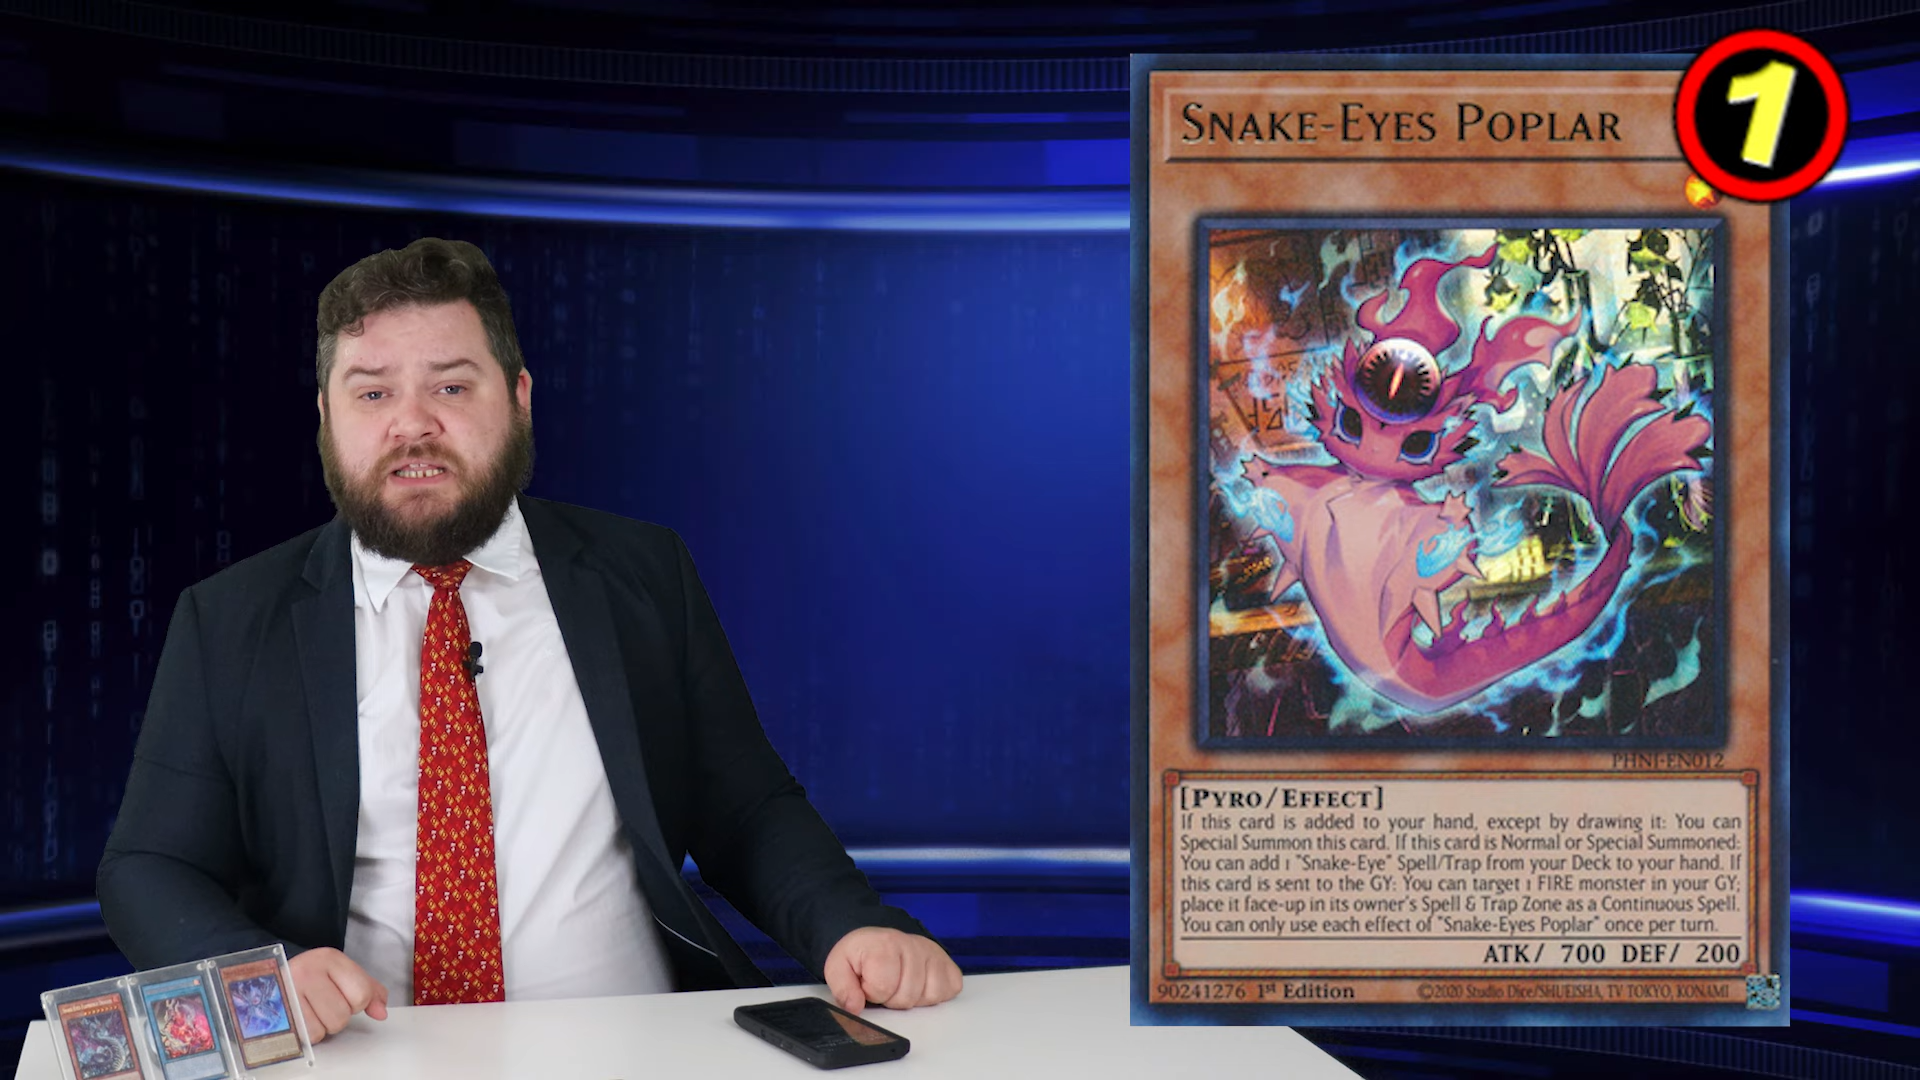 1
SNAKE-EYES POPLAR
PHNI-EN012
[PYRO/EFFECT]
If this card is added to your hand, except by drawing it: You can
Special Summon this card. If this card is Normal or Special Summoned:
You can add 1 "Snake-Eye" Spell/Trap from your Deck to your hand. If
this card is sent to the GY: You can target 1 FIRE monster in your GY;
place it face-up in its owner's Spell & Trap Zone as a Continuous Spell.
You can only use each effect of "Snake-Eyes Poplar" once per turn.
ATK/ 700 DEF/ 200
90241276 1st Edition ©2020 Studio Dice/SHUEISHA, TV TOKYO, KONAMI